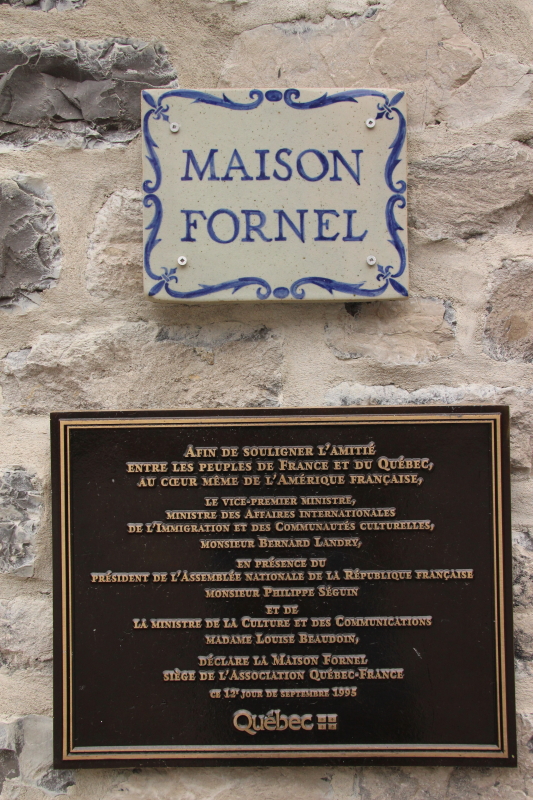 MAISON
FORNEL
AFIN DE SOULIGNER L'AMITIÉ
ENTRE LES PEUPLES DE FRANCE ET DU QUÉBEC,
AU CŒUR MÊME DE L'AMÉRIQUE FRANÇAISE,
LE VICE-PREMIER MINISTRE,
MINISTRE DES AFFAIRES INTERNATIONALES
DE L'IMMIGRATION ET DES COMMUNAUTÉS CULTURELLES,
MONSIEUR BERNARD LANDRY,
EN PRÉSENCE DU
PRÉSIDENT DE L'ASSEMBLÉE NATIONALE DE LA RÉPUBLIQUE FRANÇAISE
MONSIEUR PHILIPPE SÉGUIN
ET DE
LA MINISTRE DE LA CULTURE ET DES COMMUNICATIONS
MADAME LOUISE BEAUDOIN,
DÉCLARE LA MAISON FORNEL
SIÈGE DE L'ASSOCIATION QUÉBEC-FRANCE
CE 12e JOUR DE SEPTEMBRE 1995
Québec